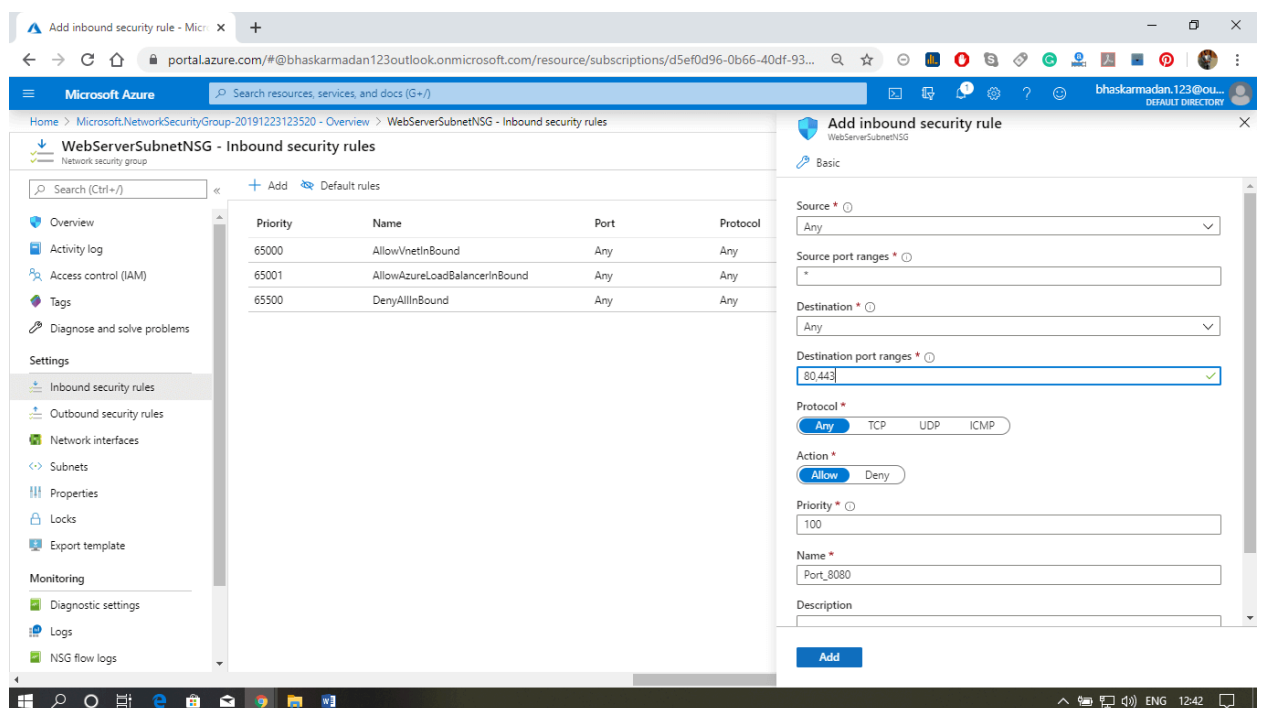 Add inbound security rule - Micr
portal.azure.com/#@bhaskarmadan123outlook.onmicrosoft.com/resource/subscriptions/d5ef0d96-0b66-40df-93...
Microsoft Azure
Search resources, services, and docs (G+/)
1
bhaskarmadan.123@ou...
DEFAULT DIRECTORY
Home > Microsoft.NetworkSecurityGroup-20191223123520 - Overview > WebServerSubnetNSG - Inbound security rules
WebServerSubnetNSG - Inbound security rules
Network security group
Search (Ctrl+/)
Overview
Activity log
Access control (IAM)
Tags
Diagnose and solve problems
Settings
Inbound security rules
Outbound security rules
Network interfaces
Subnets
Properties
Locks
Export template
Monitoring
Diagnostic settings
Logs
NSG flow logs
+ Add Default rules
Priority Name Port Protocol
65000 AllowVnetInBound Any Any
65001 AllowAzureLoadBalancerInBound Any Any
65500 DenyAllInBound Any Any
Add inbound security rule
WebServerSubnetNSG
Basic
Source *
Any
Source port ranges *
*
Destination *
Any
Destination port ranges *
80,443
Protocol *
Any TCP UDP ICMP
Action *
Allow Deny
Priority *
100
Name *
Port_8080
Description
Add
ENG 12:42